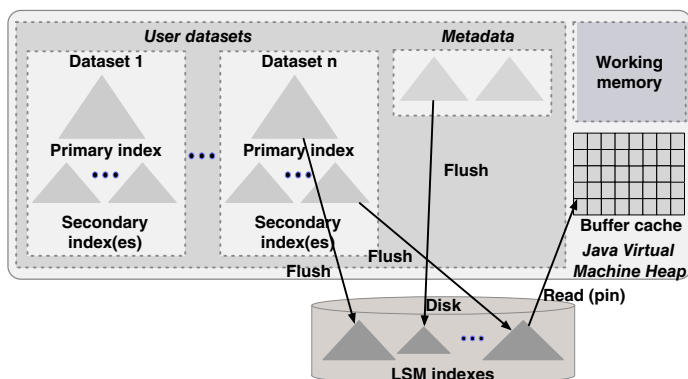 User datasets
Metadata
Dataset 1
Dataset n
Working
memory
Primary index
Primary index
Flush
Secondary
index(es)
Secondary
index(es)
Buffer cache
Java Virtual
Machine Heap
Flush
Flush
Read (pin)
Disk
LSM indexes